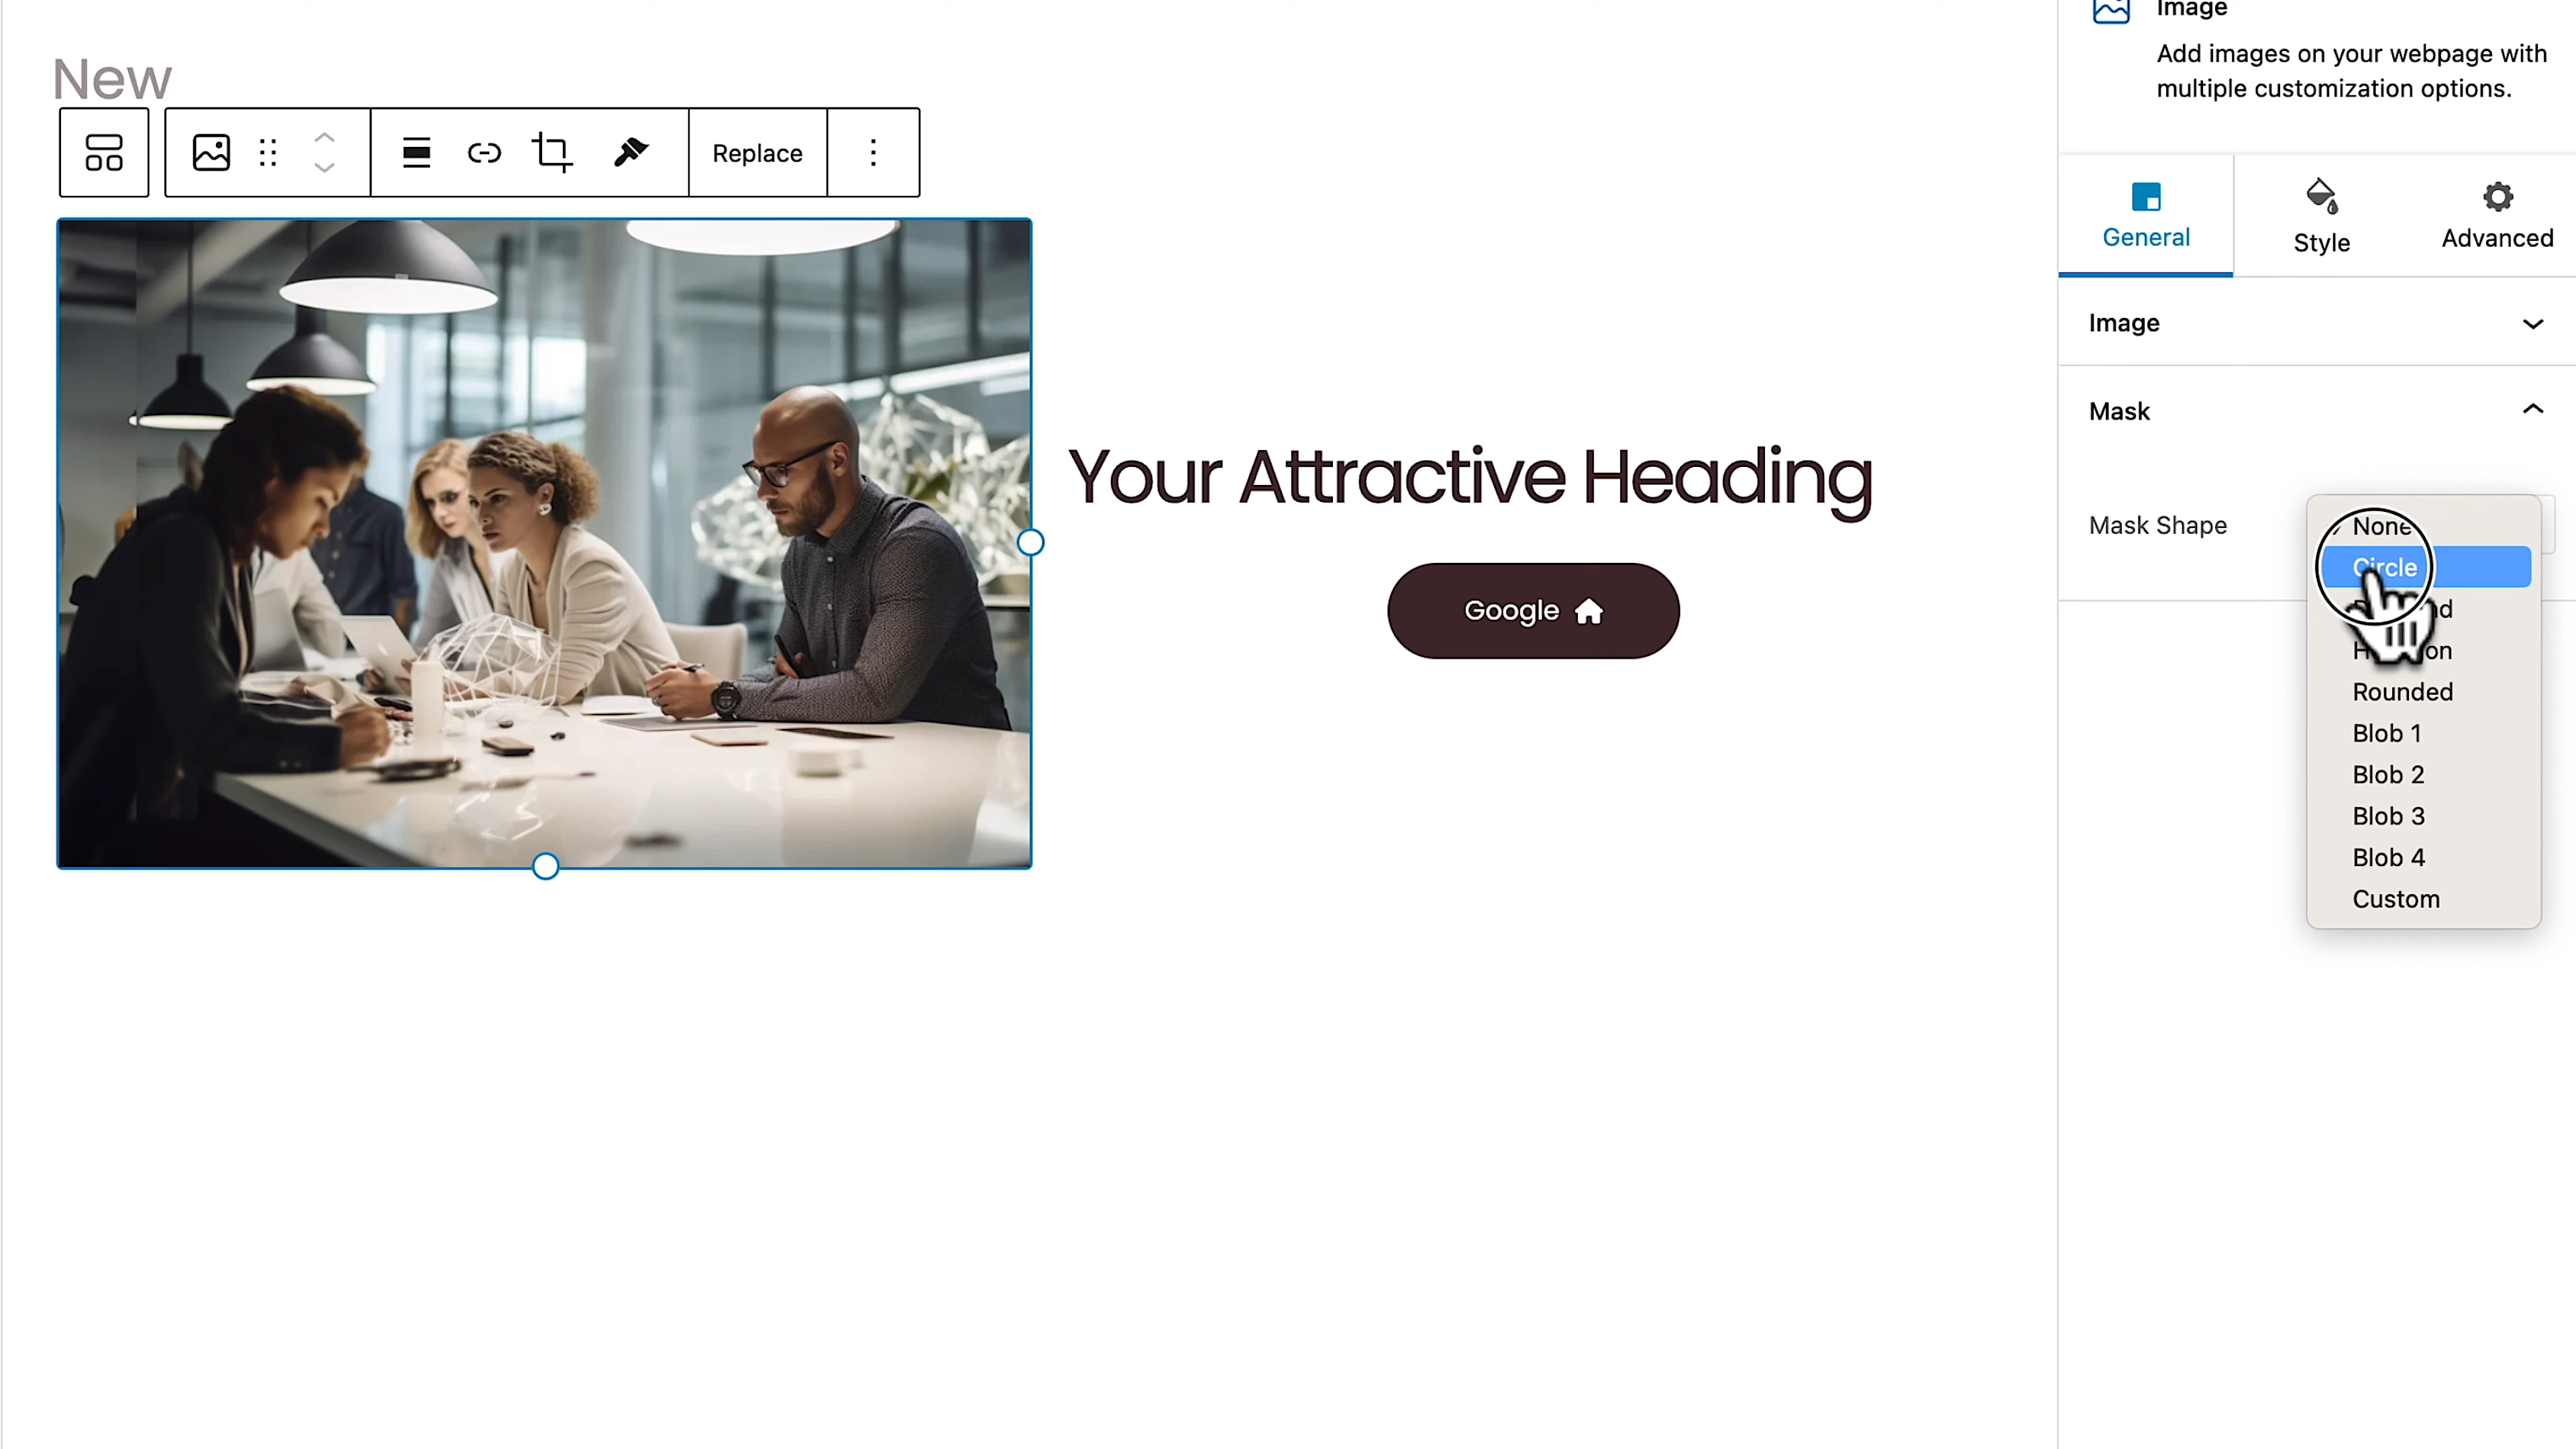 Image
Add images on your webpage with
multiple customization options.
New
Replace
General
Style
Advanced
Image
Mask
Mask Shape
None
Circle
Rounded
Blob 1
Blob 2
Blob 3
Blob 4
Custom
Your Attractive Heading
Google